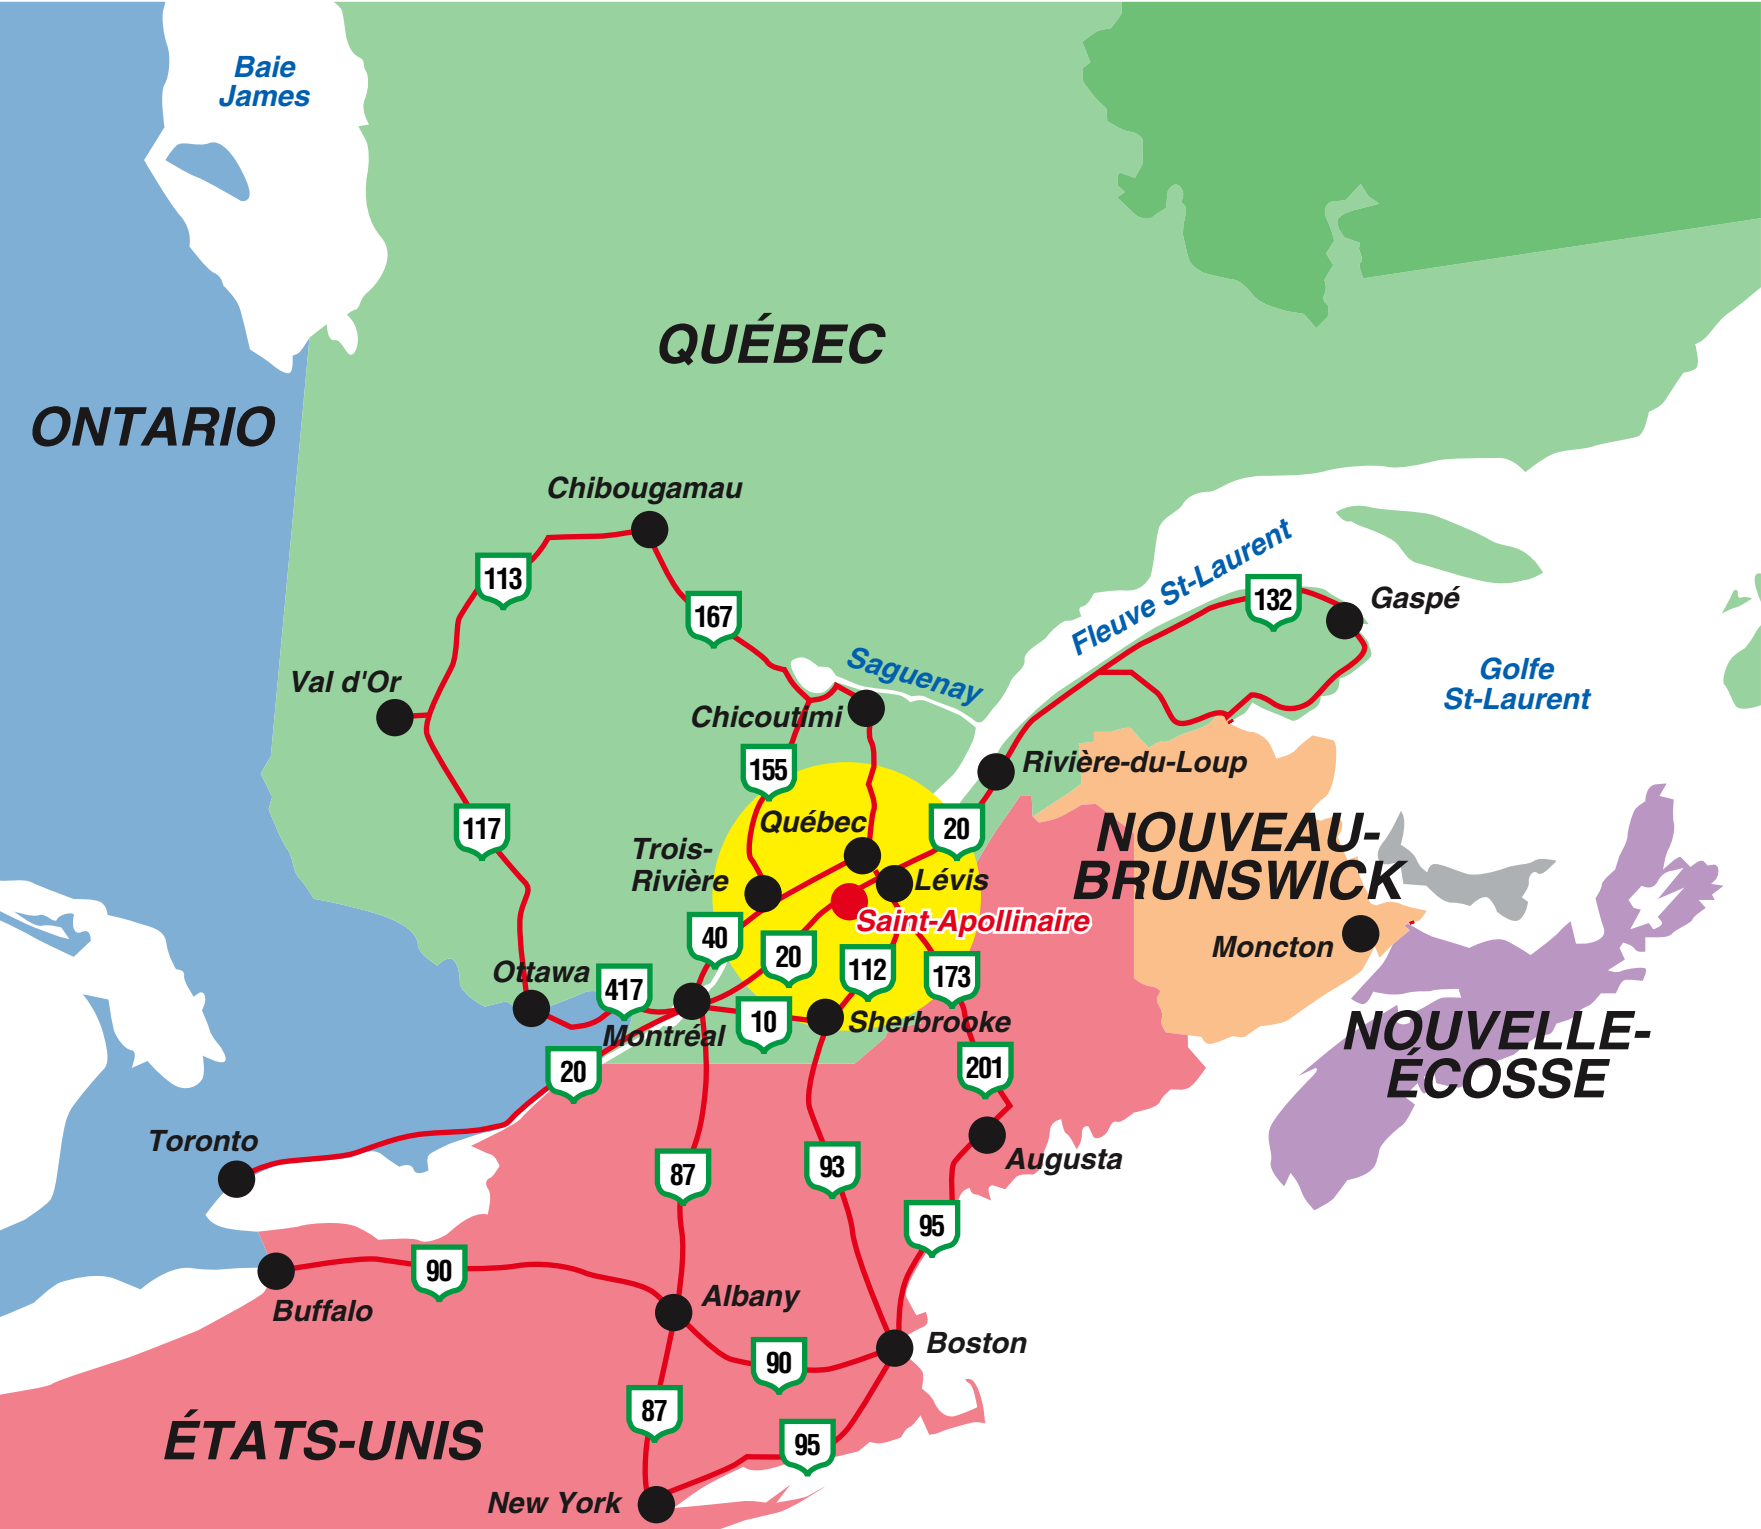 Baie
James
QUÉBEC
ONTARIO
Chibougamau
113
167
Fleuve St-Laurent
132
Gaspé
Saguenay
Golfe
St-Laurent
Val d'Or
Chicoutimi
155
Rivière-du-Loup
117
Québec
20
NOUVEAU-
BRUNSWICK
Trois-
Rivière
Lévis
Saint-Apollinaire
Moncton
40
20
112
173
Ottawa
417
10
Sherbrooke
Montréal
NOUVELLE-
ÉCOSSE
20
201
Toronto
Augusta
87
93
95
90
Buffalo
Albany
Boston
90
87
ÉTATS-UNIS
95
New York